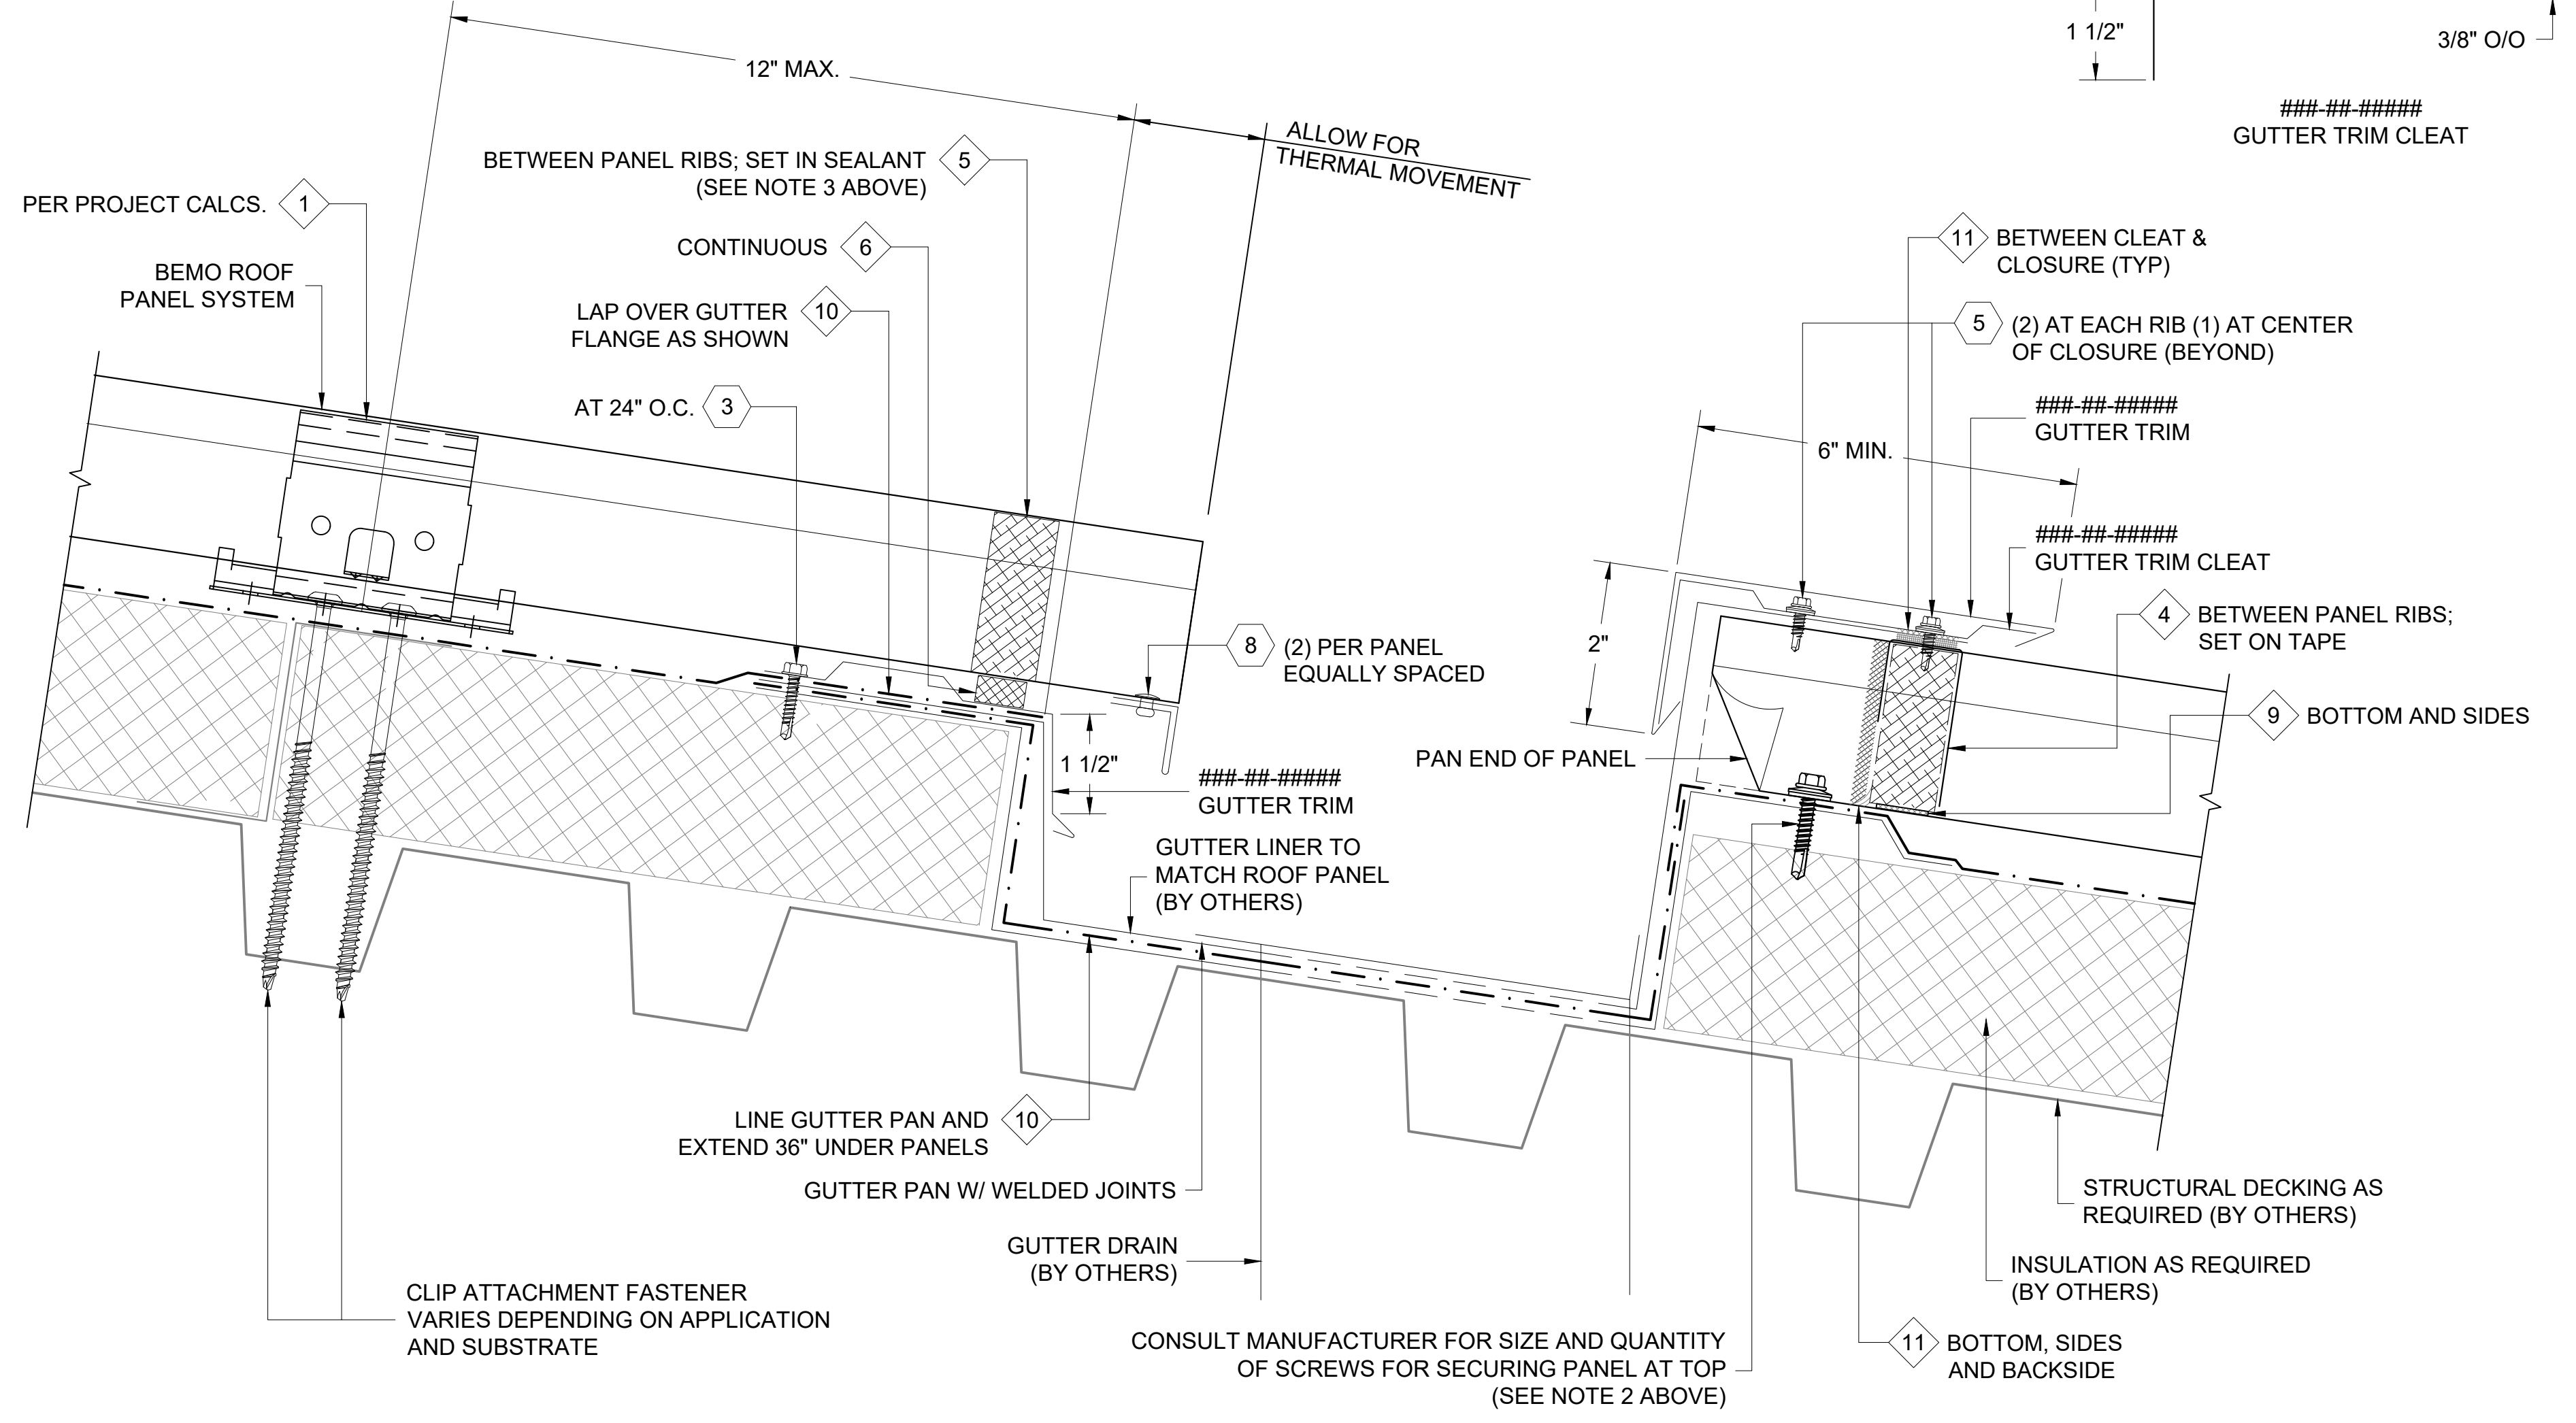 1 1/2"
3/8" O/O
###-##-#####
GUTTER TRIM CLEAT
12" MAX.
ALLOW FOR
THERMAL MOVEMENT
BETWEEN PANEL RIBS; SET IN SEALANT
(SEE NOTE 3 ABOVE)
5
PER PROJECT CALCS.
1
CONTINUOUS
6
BEMO ROOF
PANEL SYSTEM
LAP OVER GUTTER
FLANGE AS SHOWN
10
AT 24" O.C.
3
11
BETWEEN CLEAT &
CLOSURE (TYP)
5
(2) AT EACH RIB (1) AT CENTER
OF CLOSURE (BEYOND)
###-##-#####
GUTTER TRIM
6" MIN.
###-##-#####
GUTTER TRIM CLEAT
4
BETWEEN PANEL RIBS;
SET ON TAPE
2"
8
(2) PER PANEL
EQUALLY SPACED
9
BOTTOM AND SIDES
PAN END OF PANEL
1 1/2"
###-##-#####
GUTTER TRIM
GUTTER LINER TO
MATCH ROOF PANEL
(BY OTHERS)
LINE GUTTER PAN AND
EXTEND 36" UNDER PANELS
10
GUTTER PAN W/ WELDED JOINTS
GUTTER DRAIN
(BY OTHERS)
STRUCTURAL DECKING AS
REQUIRED (BY OTHERS)
INSULATION AS REQUIRED
(BY OTHERS)
CLIP ATTACHMENT FASTENER
VARIES DEPENDING ON APPLICATION
AND SUBSTRATE
CONSULT MANUFACTURER FOR SIZE AND QUANTITY
OF SCREWS FOR SECURING PANEL AT TOP
(SEE NOTE 2 ABOVE)
11
BOTTOM, SIDES
AND BACKSIDE